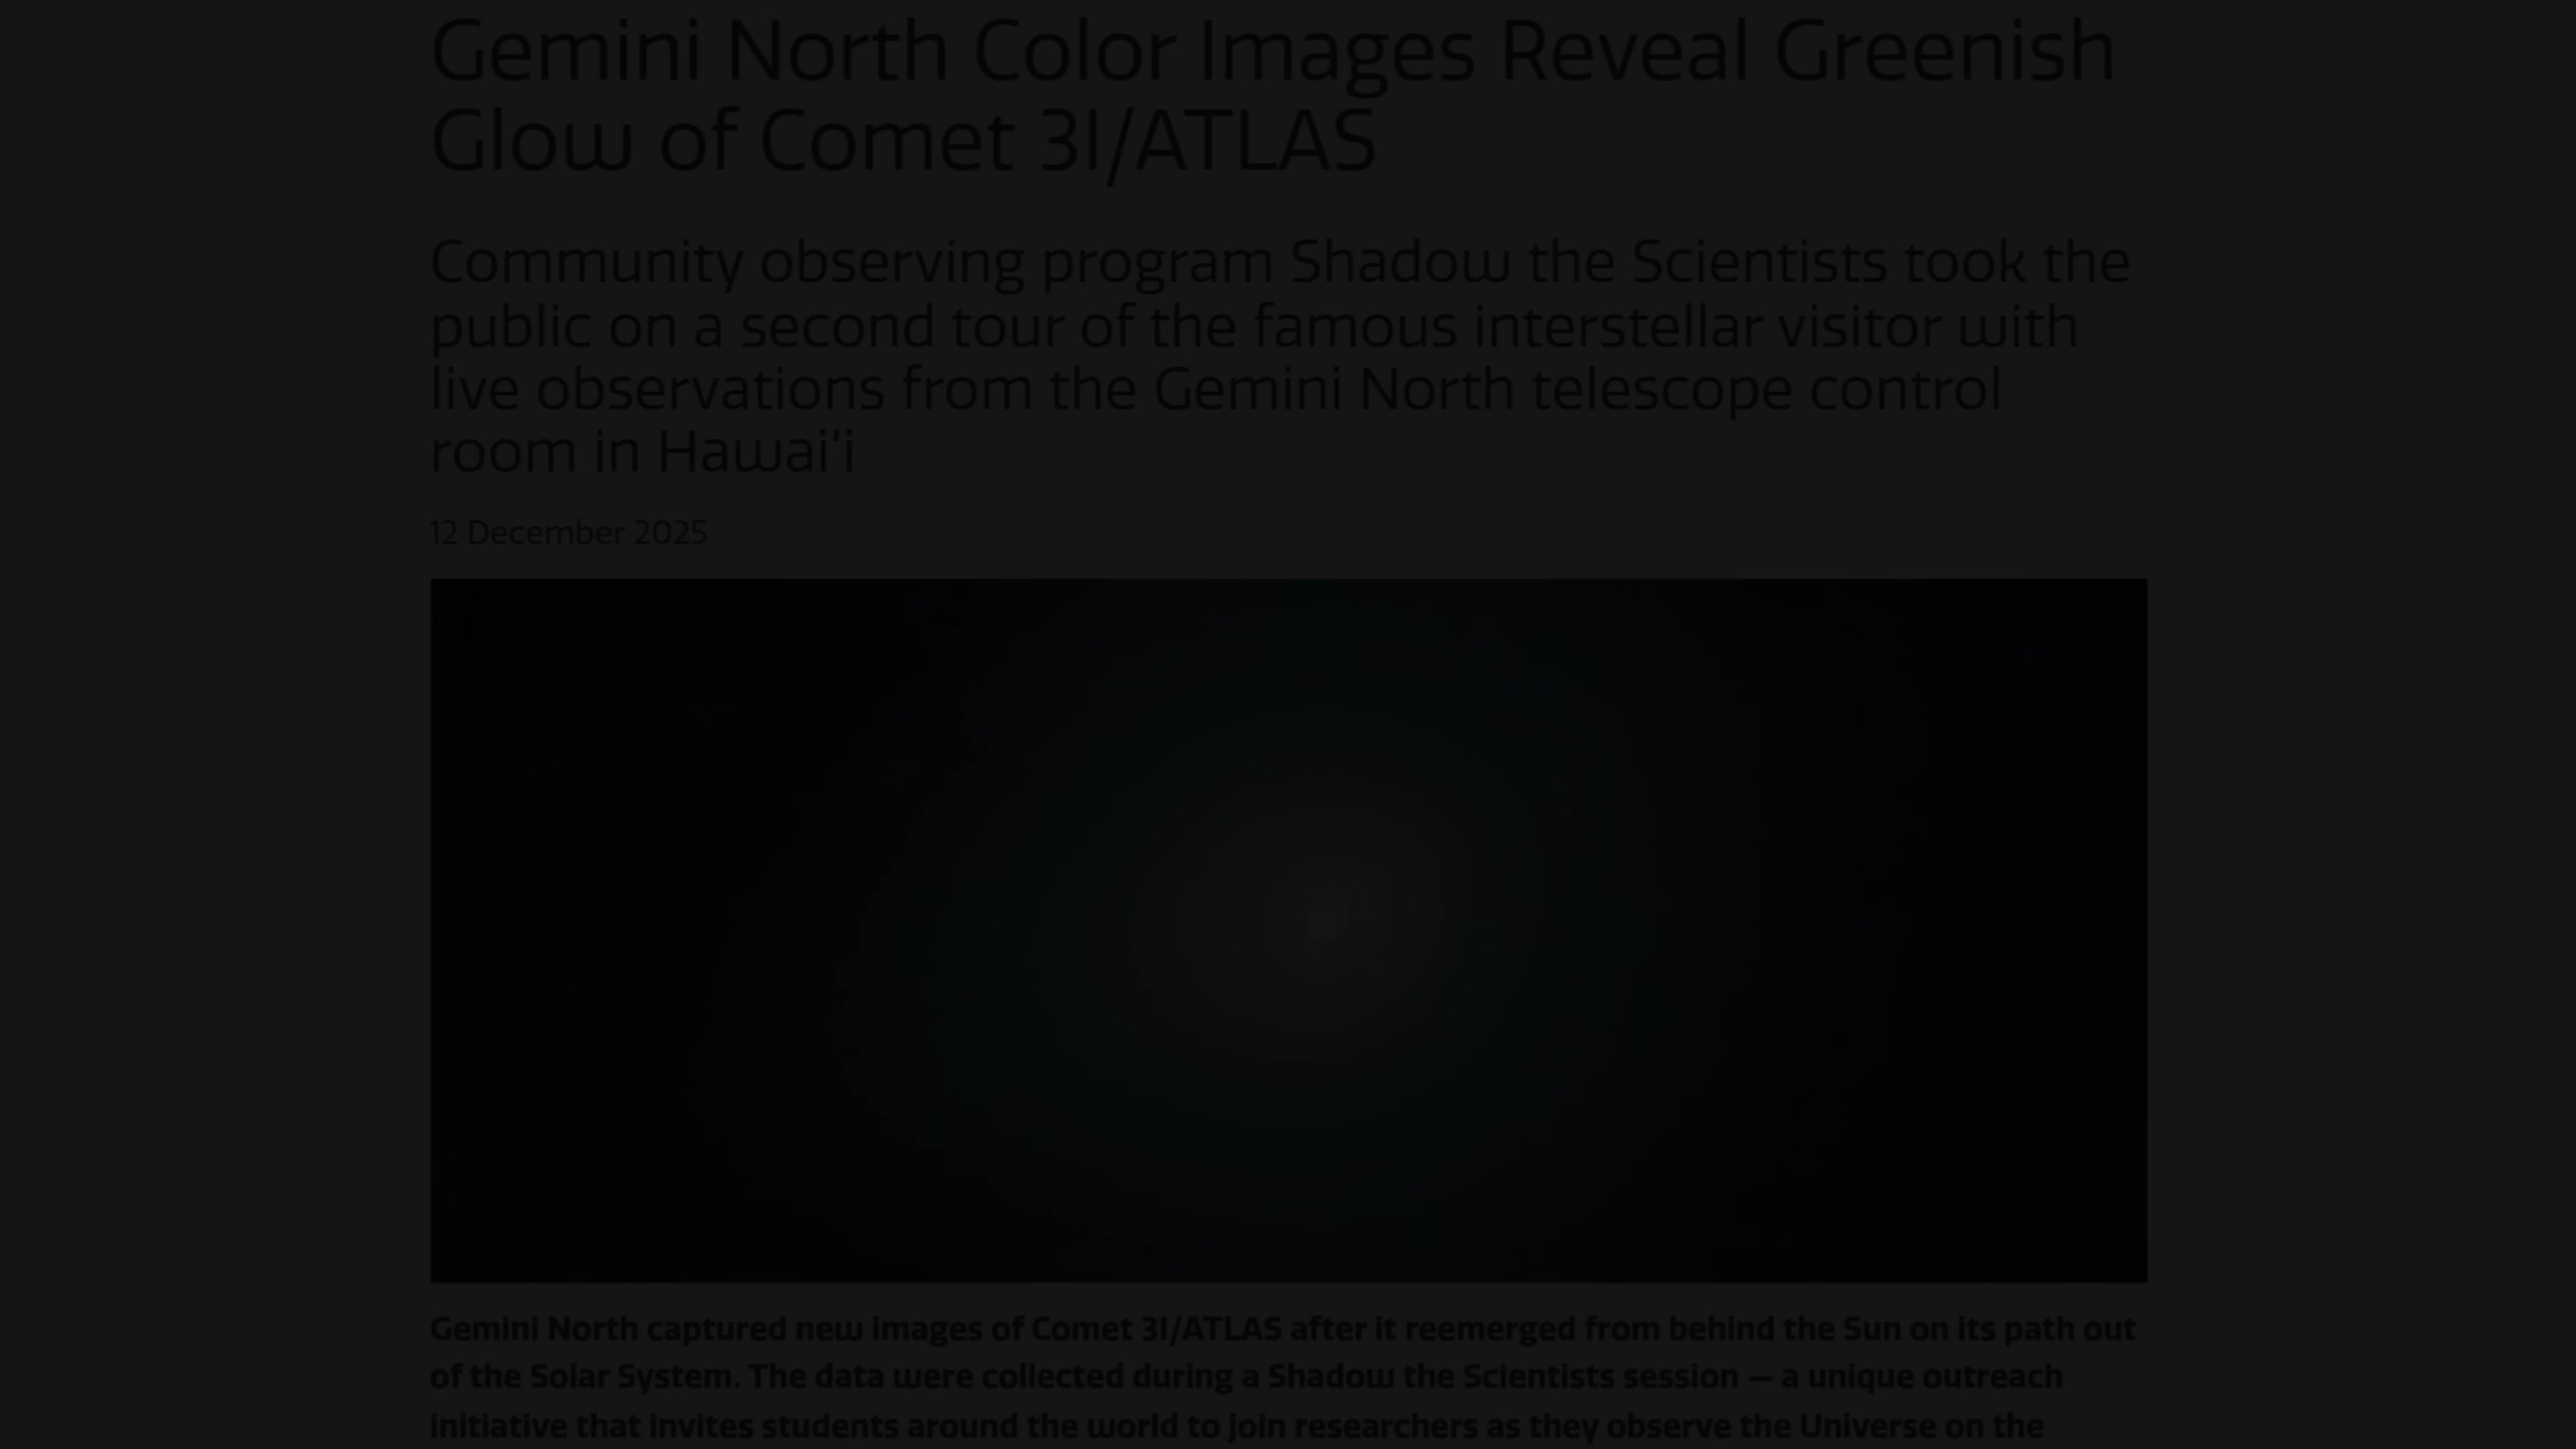 Gemini North Color Images Reveal Greenish
Glow of Comet 3I/ATLAS
Community observing program Shadow the Scientists took the
public on a second tour of the famous interstellar visitor with
live observations from the Gemini North telescope control
room in Hawai'i
12 December 2025
Gemini North captured new images of Comet 3I/ATLAS after it reemerged from behind the Sun on its path out
of the Solar System. The data were collected during a Shadow the Scientists session — a unique outreach
initiative that invites students around the world to join researchers as they observe the Universe on the